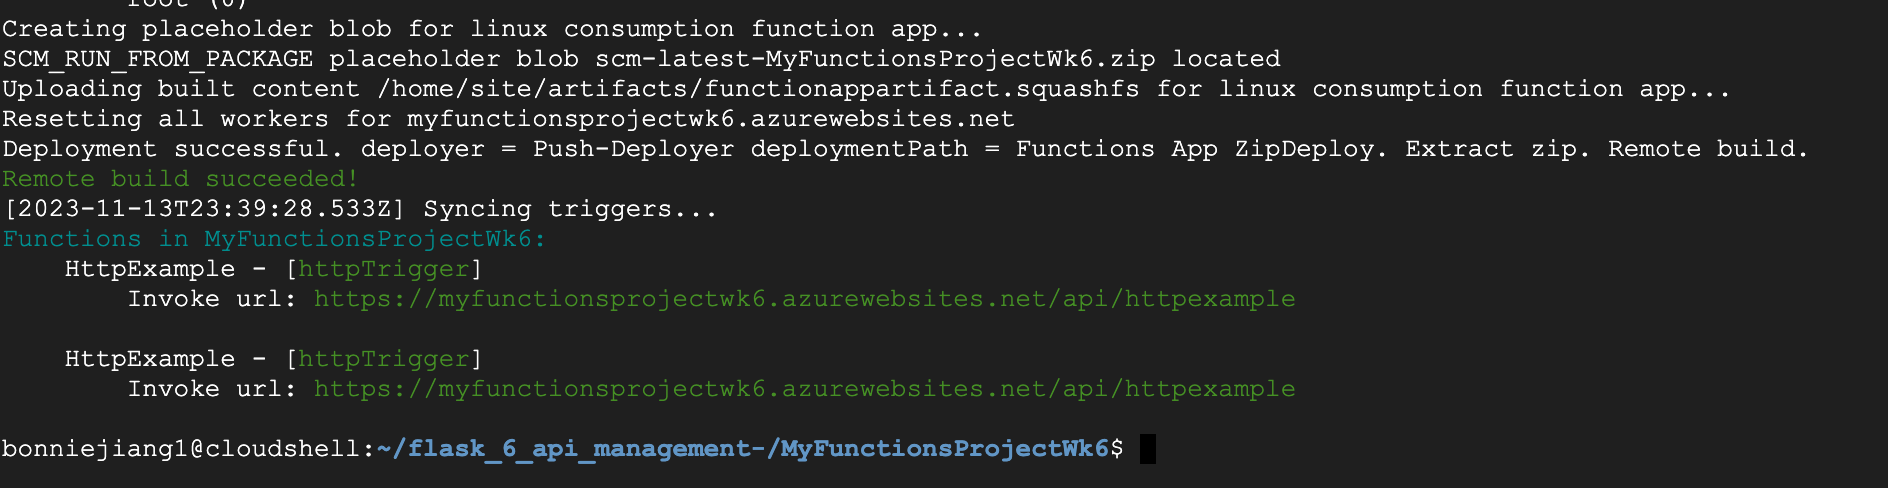 root (0)
Creating placeholder blob for linux consumption function app...
SCM_RUN_FROM_PACKAGE placeholder blob scm-latest-MyFunctionsProjectWk6.zip located
Uploading built content /home/site/artifacts/functionappartifact.squashfs for linux consumption function app...
Resetting all workers for myfunctionsprojectwk6.azurewebsites.net
Deployment successful. deployer = Push-Deployer deploymentPath = Functions App ZipDeploy. Extract zip. Remote build.
Remote build succeeded!
[2023-11-13T23:39:28.533Z] Syncing triggers...
Functions in MyFunctionsProjectWk6:
HttpExample - [httpTrigger]
Invoke url: https://myfunctionsprojectwk6.azurewebsites.net/api/httpexample
HttpExample - [httpTrigger]
Invoke url: https://myfunctionsprojectwk6.azurewebsites.net/api/httpexample
bonniejiang1@cloudshell:~/flask_6_api_management-/MyFunctionsProjectWk6$